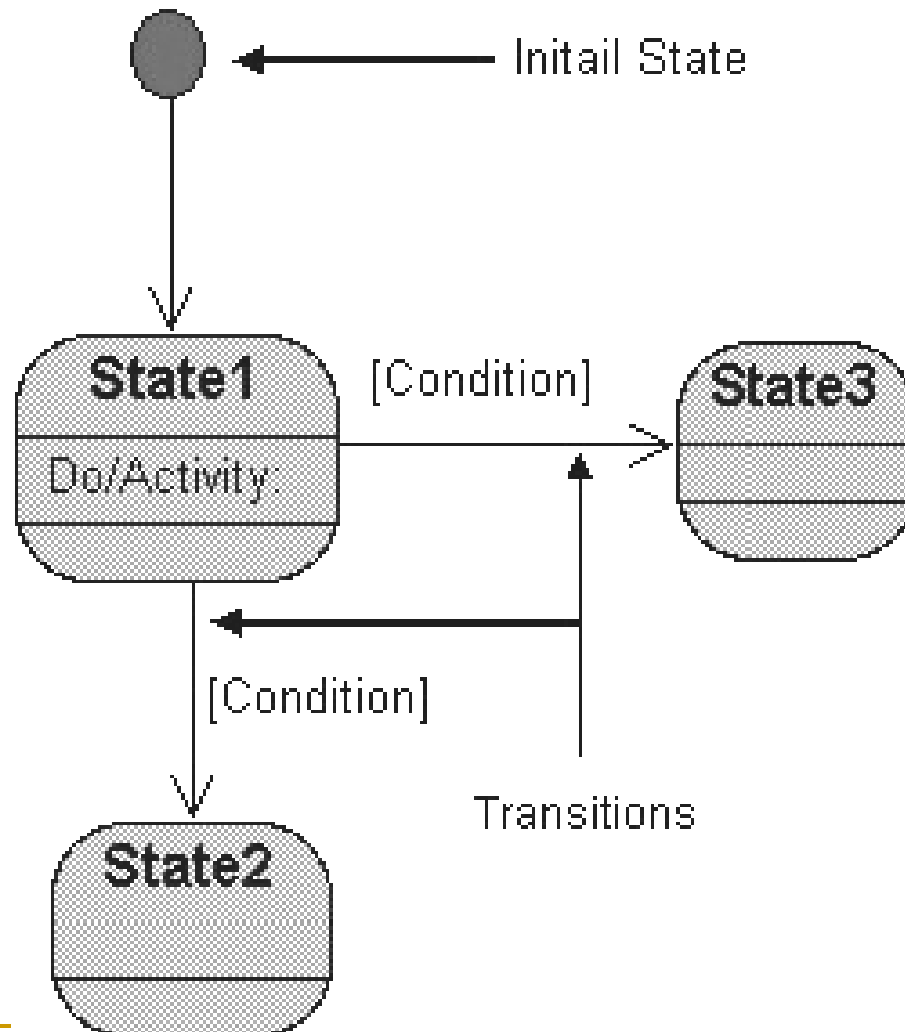 Initail State
State1
[Condition]
State3
Do/Activity:
[Condition]
Transitions
State2